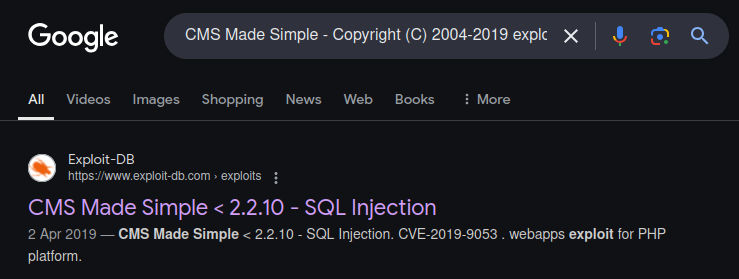 Google
CMS Made Simple - Copyright (C) 2004-2019 explo
All Videos Images Shopping News Web Books More
Exploit-DB
https://www.exploit-db.com › exploits
CMS Made Simple < 2.2.10 - SQL Injection
2 Apr 2019 — CMS Made Simple < 2.2.10 - SQL Injection. CVE-2019-9053 . webapps exploit for PHP
platform.